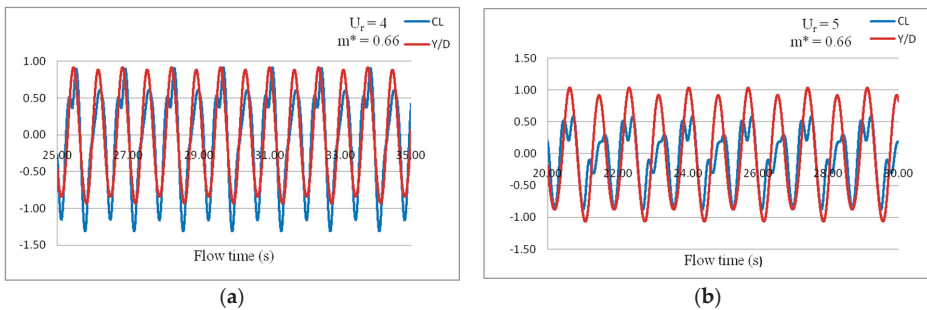 U_r = 4
m* = 0.66
CL
Y/D
1.00
0.50
0.00
-0.50
-1.00
-1.50
25.00 27.00 29.00 31.00 33.00 35.00
Flow time (s)
(a)
U_r = 5
m* = 0.66
CL
Y/D
1.50
1.00
0.50
0.00
-0.50
-1.00
-1.50
20.00 22.00 24.00 26.00 28.00 30.00
Flow time (s)
(b)